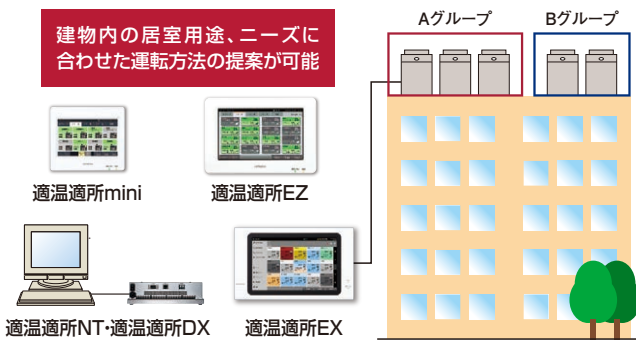 建物内の居室用途、ニーズに
合わせた運転方法の提案が可能
Aグループ
Bグループ
適温適所mini
適温適所EZ
適温適所NT・適温適所DX
適温適所EX